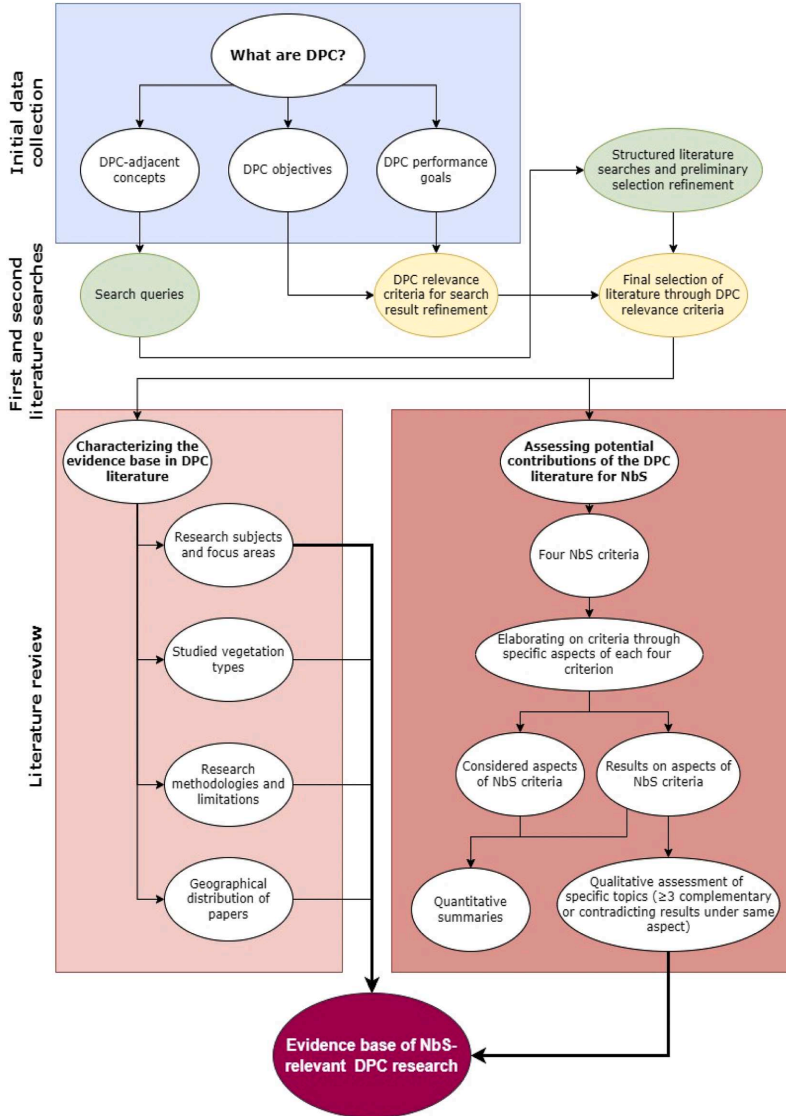 Initial data
collection
What are DPC?
DPC-adjacent
concepts
DPC objectives
DPC performance
goals
Structured literature
searches and preliminary
selection refinement
First and second
literature searches
Search queries
DPC relevance
criteria for search
result refinement
Final selection of
literature through DPC
relevance criteria
Literature review
Characterizing the
evidence base in DPC
literature
Research subjects
and focus areas
Studied vegetation
types
Research
methodologies and
limitations
Geographical
distribution of
papers
Assessing potential
contributions of the DPC
literature for NbS
Four NbS criteria
Elaborating on criteria through
specific aspects of each four
criterion
Considered aspects
of NbS criteria
Results on aspects of
NbS criteria
Quantitative
summaries
Qualitative assessment of
specific topics (≥3 complementary
or contradicting results under same
aspect)
Evidence base of NbS-
relevant DPC research